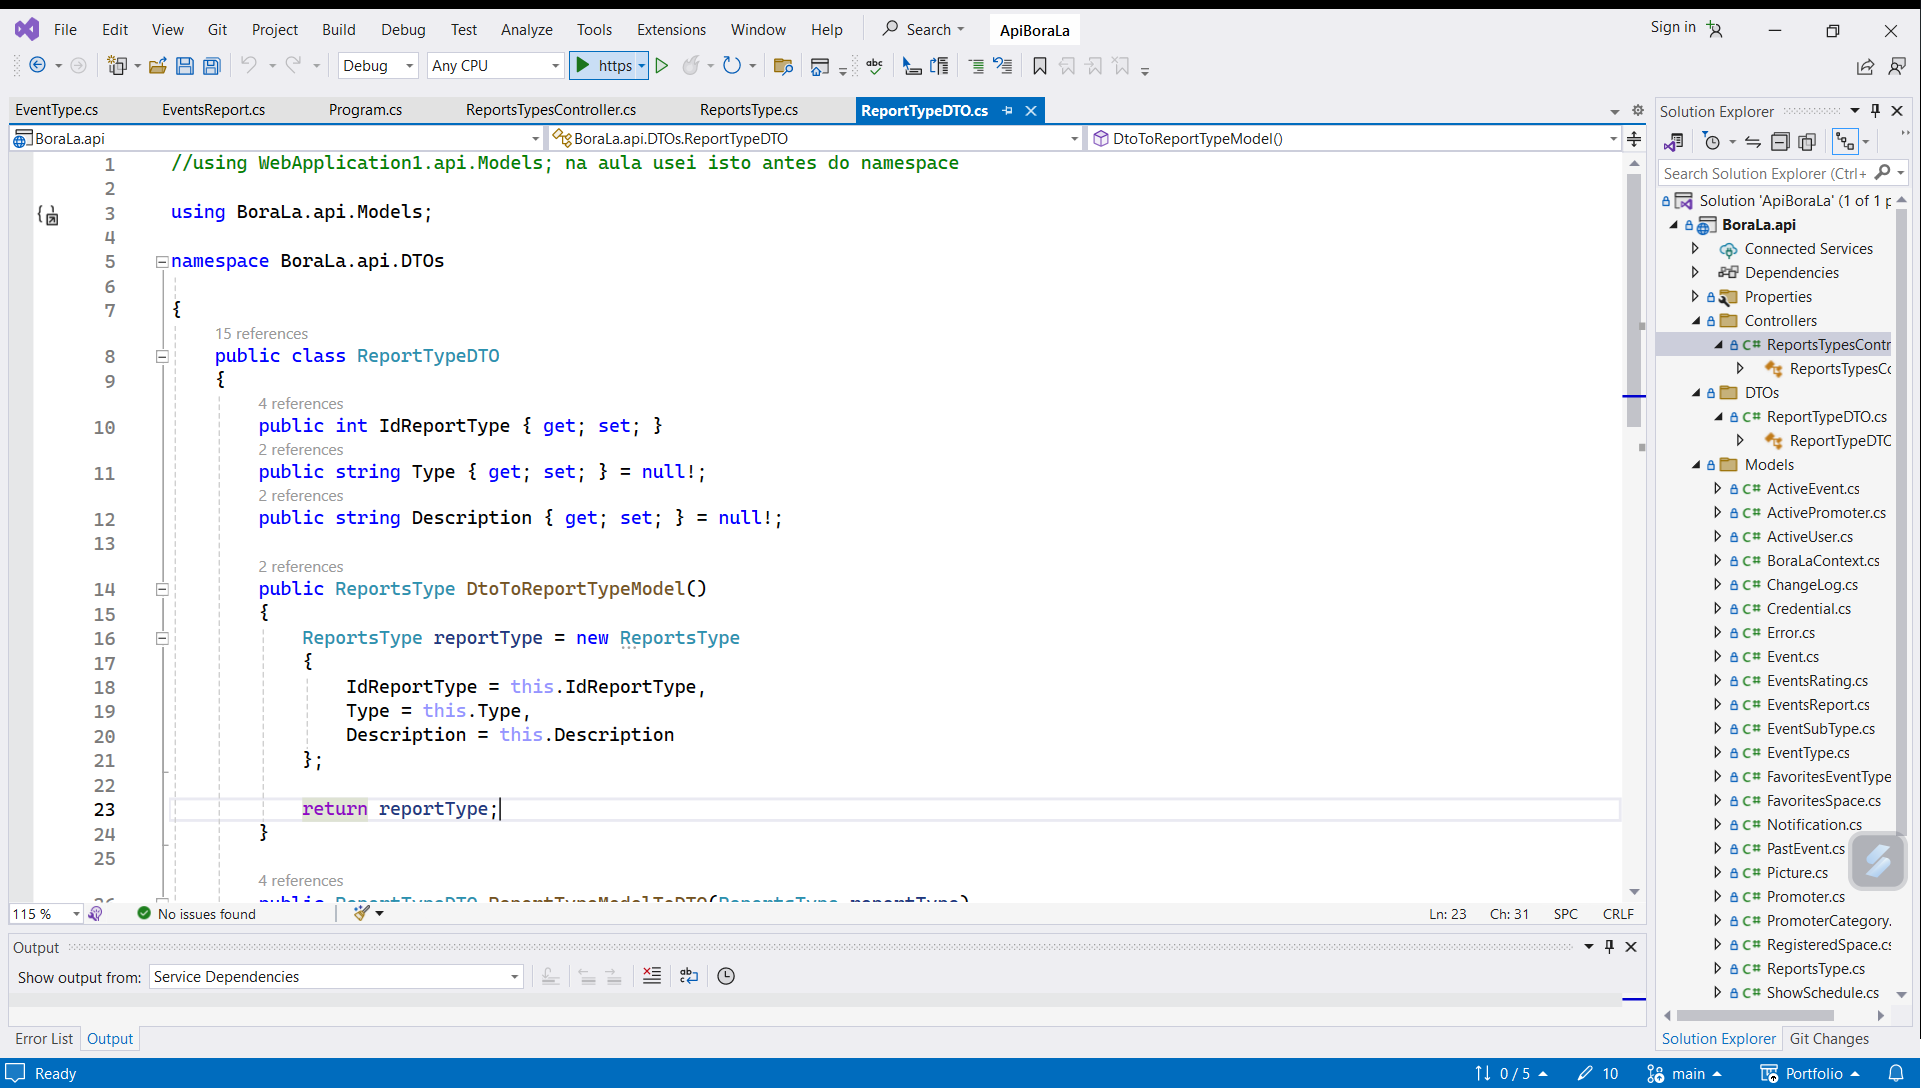 File Edit View Git Project Build Debug Test Analyze Tools Extensions Window Help Search ApiBoraLa Sign in
Debug Any CPU https
EventType.cs EventsReport.cs Program.cs ReportsTypesController.cs ReportsType.cs ReportTypeDTO.cs
BoraLa.api BoraLa.api.DTOs.ReportTypeDTO DtoToReportTypeModel()
1 //using WebApplication1.api.Models; na aula usei isto antes do namespace
2
3 using BoraLa.api.Models;
4
5 namespace BoraLa.api.DTOs
6
7 {
15 references
8 public class ReportTypeDTO
9 {
4 references
10 public int IdReportType { get; set; }
2 references
11 public string Type { get; set; } = null!;
2 references
12 public string Description { get; set; } = null!;
13
2 references
14 public ReportsType DtoToReportTypeModel()
15 {
16 ReportsType reportType = new ReportsType
17 {
18 IdReportType = this.IdReportType,
19 Type = this.Type,
20 Description = this.Description
21 };
22
23 return reportType;
24 }
25
4 references
26 public ReportTypeDTO ReportTypeModelToDTO(ReportsType reportType)
115 % No issues found Ln: 23 Ch: 31 SPC CRLF
Output
Show output from: Service Dependencies
Error List Output
Solution Explorer
Search Solution Explorer (Ctrl+
Solution 'ApiBoraLa' (1 of 1 p
BoraLa.api
Connected Services
Dependencies
Properties
Controllers
C# ReportsTypesContr
ReportsTypesCo
DTOs
C# ReportTypeDTO.cs
ReportTypeDTO
Models
C# ActiveEvent.cs
C# ActivePromoter.cs
C# ActiveUser.cs
C# BoraLaContext.cs
C# ChangeLog.cs
C# Credential.cs
C# Error.cs
C# Event.cs
C# EventsRating.cs
C# EventsReport.cs
C# EventSubType.cs
C# EventType.cs
C# FavoritesEventType
C# FavoritesSpace.cs
C# Notification.cs
C# PastEvent.cs
C# Picture.cs
C# Promoter.cs
C# PromoterCategory.
C# RegisteredSpace.cs
C# ReportsType.cs
C# ShowSchedule.cs
Solution Explorer Git Changes
Ready 0 / 5 10 main Portfolio